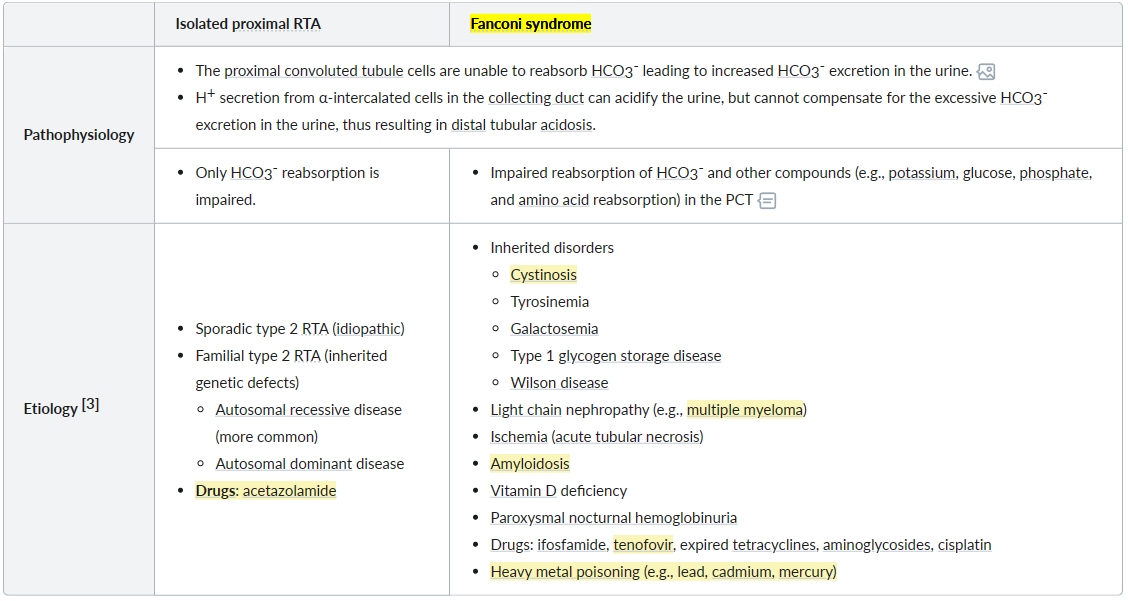 Isolated proximal RTA
Fanconi syndrome
Pathophysiology
The proximal convoluted tubule cells are unable to reabsorb HCO3- leading to increased HCO3- excretion in the urine.
H+ secretion from α-intercalated cells in the collecting duct can acidify the urine, but cannot compensate for the excessive HCO3-
excretion in the urine, thus resulting in distal tubular acidosis.
Only HCO3- reabsorption is
impaired.
Impaired reabsorption of HCO3- and other compounds (e.g., potassium, glucose, phosphate,
and amino acid reabsorption) in the PCT
Etiology [3]
Sporadic type 2 RTA (idiopathic)
Familial type 2 RTA (inherited
genetic defects)
Autosomal recessive disease
(more common)
Autosomal dominant disease
Drugs: acetazolamide
Inherited disorders
Cystinosis
Tyrosinemia
Galactosemia
Type 1 glycogen storage disease
Wilson disease
Light chain nephropathy (e.g., multiple myeloma)
Ischemia (acute tubular necrosis)
Amyloidosis
Vitamin D deficiency
Paroxysmal nocturnal hemoglobinuria
Drugs: ifosfamide, tenofovir, expired tetracyclines, aminoglycosides, cisplatin
Heavy metal poisoning (e.g., lead, cadmium, mercury)